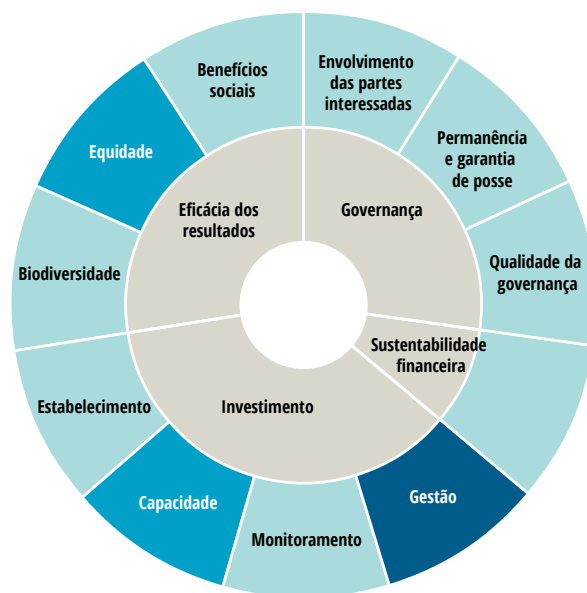 Benefícios
sociais
Envolvimento
das partes
interessadas
Permanência
e garantia
de posse
Equidade
Eficácia dos
resultados
Governança
Biodiversidade
Qualidade da
governança
Sustentabilidade
financeira
Estabelecimento
Investimento
Capacidade
Gestão
Monitoramento